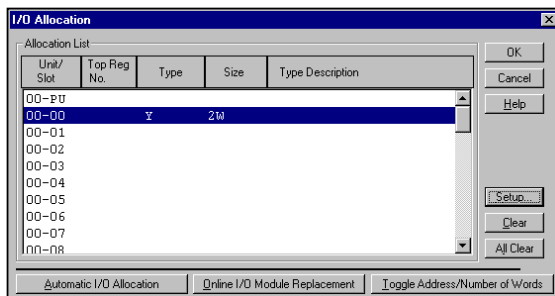 I/O Allocation
Allocation List
Unit/ Slot Top Reg No. Type Size Type Description
00-PU
00-00 Y 2W
00-01
00-02
00-03
00-04
00-05
00-06
00-07
00-08
OK
Cancel
Help
Setup...
Clear
All Clear
Automatic I/O Allocation Online I/O Module Replacement Toggle Address/Number of Words